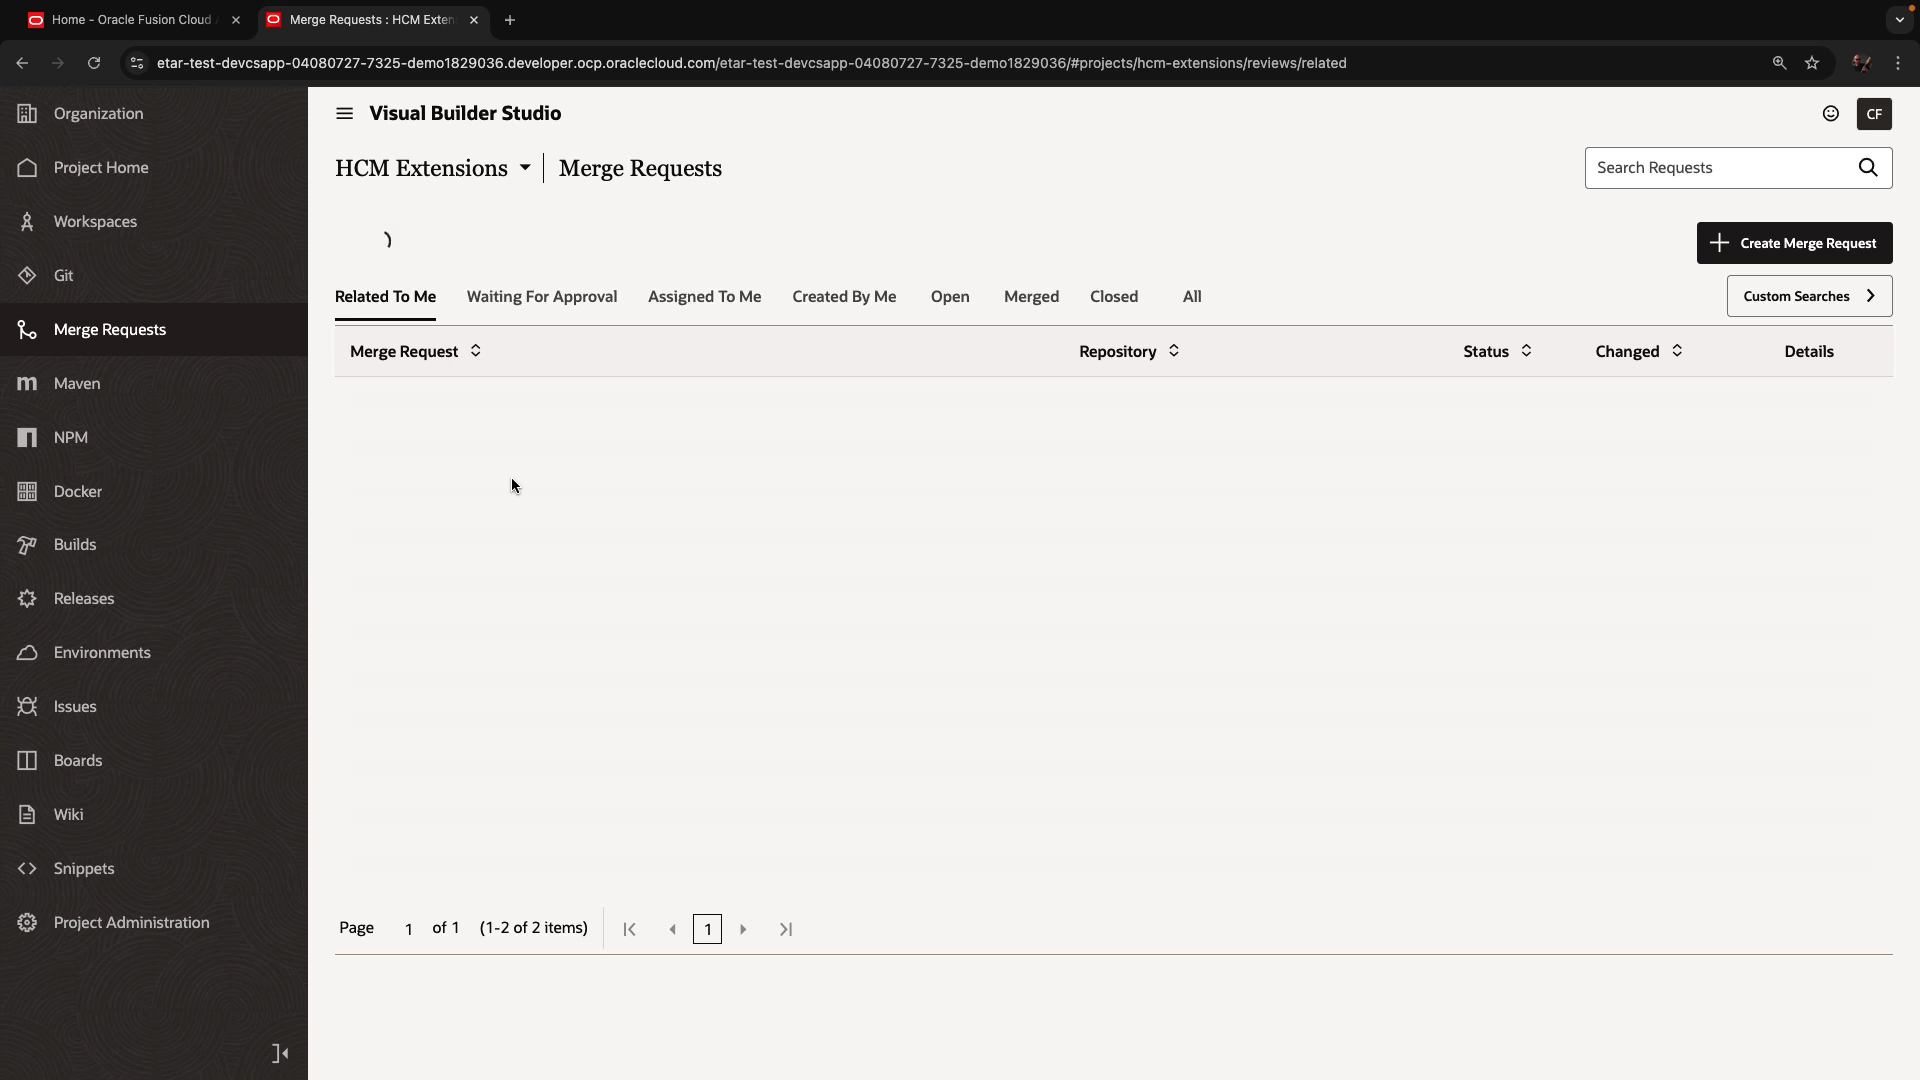 Home - Oracle Fusion Cloud
Merge Requests : HCM Exten
etar-test-devcsapp-04080727-7325-demo1829036.developer.ocp.oraclecloud.com/etar-test-devcsapp-04080727-7325-demo1829036/#projects/hcm-extensions/reviews/related
Organization
Project Home
Workspaces
Git
Merge Requests
Maven
NPM
Docker
Builds
Releases
Environments
Issues
Boards
Wiki
Snippets
Project Administration
Visual Builder Studio
CF
HCM Extensions
Merge Requests
Search Requests
Create Merge Request
Related To Me
Waiting For Approval
Assigned To Me
Created By Me
Open
Merged
Closed
All
Custom Searches
Merge Request
Repository
Status
Changed
Details
Page 1 of 1 (1-2 of 2 items)
1